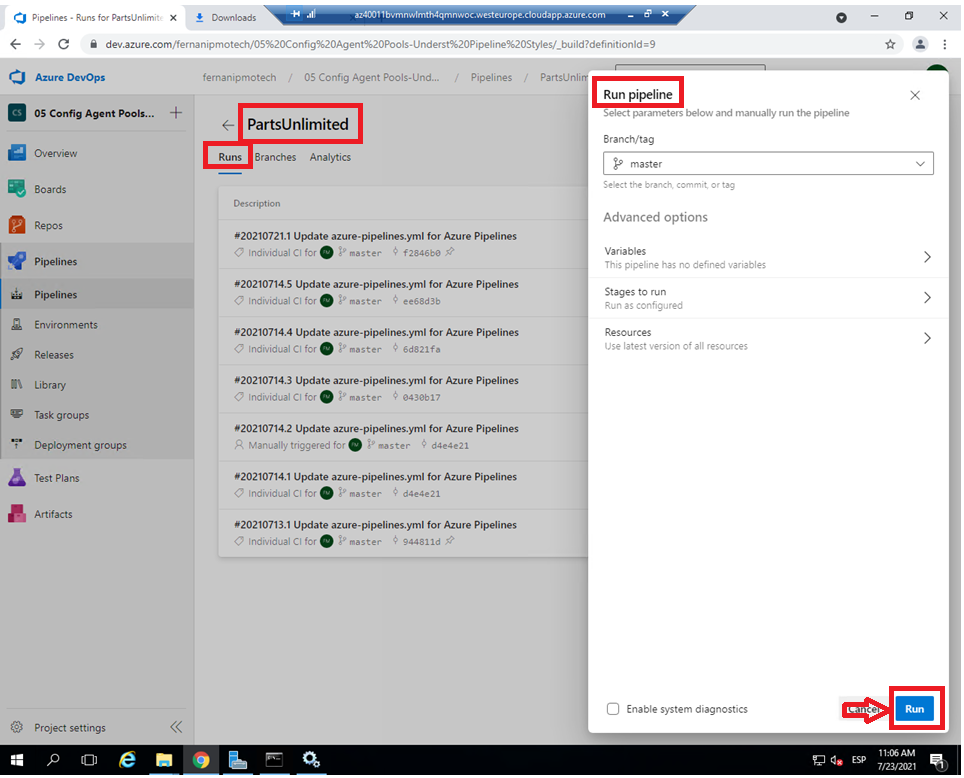 Pipelines - Runs for PartsUnlimite
Downloads
az40011bvmnwlmth4qmnwoc.westeurope.cloudapp.azure.com
dev.azure.com/fernanipmotech/05%20Config%20Agent%20Pools-Underst%20Pipeline%20Styles/_build?definitionId=9
Azure DevOps
fernanipmotech / 05 Config Agent Pools-Und... / Pipelines / PartsUnlim
CS 05 Config Agent Pools...
Overview
Boards
Repos
Pipelines
Pipelines
Environments
Releases
Library
Task groups
Deployment groups
Test Plans
Artifacts
Project settings
PartsUnlimited
Runs Branches Analytics
Description
#20210721.1 Update azure-pipelines.yml for Azure Pipelines
Individual CI for FM master f2846b0
#20210714.5 Update azure-pipelines.yml for Azure Pipelines
Individual CI for FM master ee68d3b
#20210714.4 Update azure-pipelines.yml for Azure Pipelines
Individual CI for FM master 6d821fa
#20210714.3 Update azure-pipelines.yml for Azure Pipelines
Individual CI for FM master 0430b17
#20210714.2 Update azure-pipelines.yml for Azure Pipelines
Manually triggered for FM master d4e4e21
#20210714.1 Update azure-pipelines.yml for Azure Pipelines
Individual CI for FM master d4e4e21
#20210713.1 Update azure-pipelines.yml for Azure Pipelines
Individual CI for FM master 944811d
Run pipeline
Select parameters below and manually run the pipeline
Branch/tag
master
Select the branch, commit, or tag
Advanced options
Variables
This pipeline has no defined variables
Stages to run
Run as configured
Resources
Use latest version of all resources
Enable system diagnostics
Cancel
Run
ESP
11:06 AM
7/23/2021
1